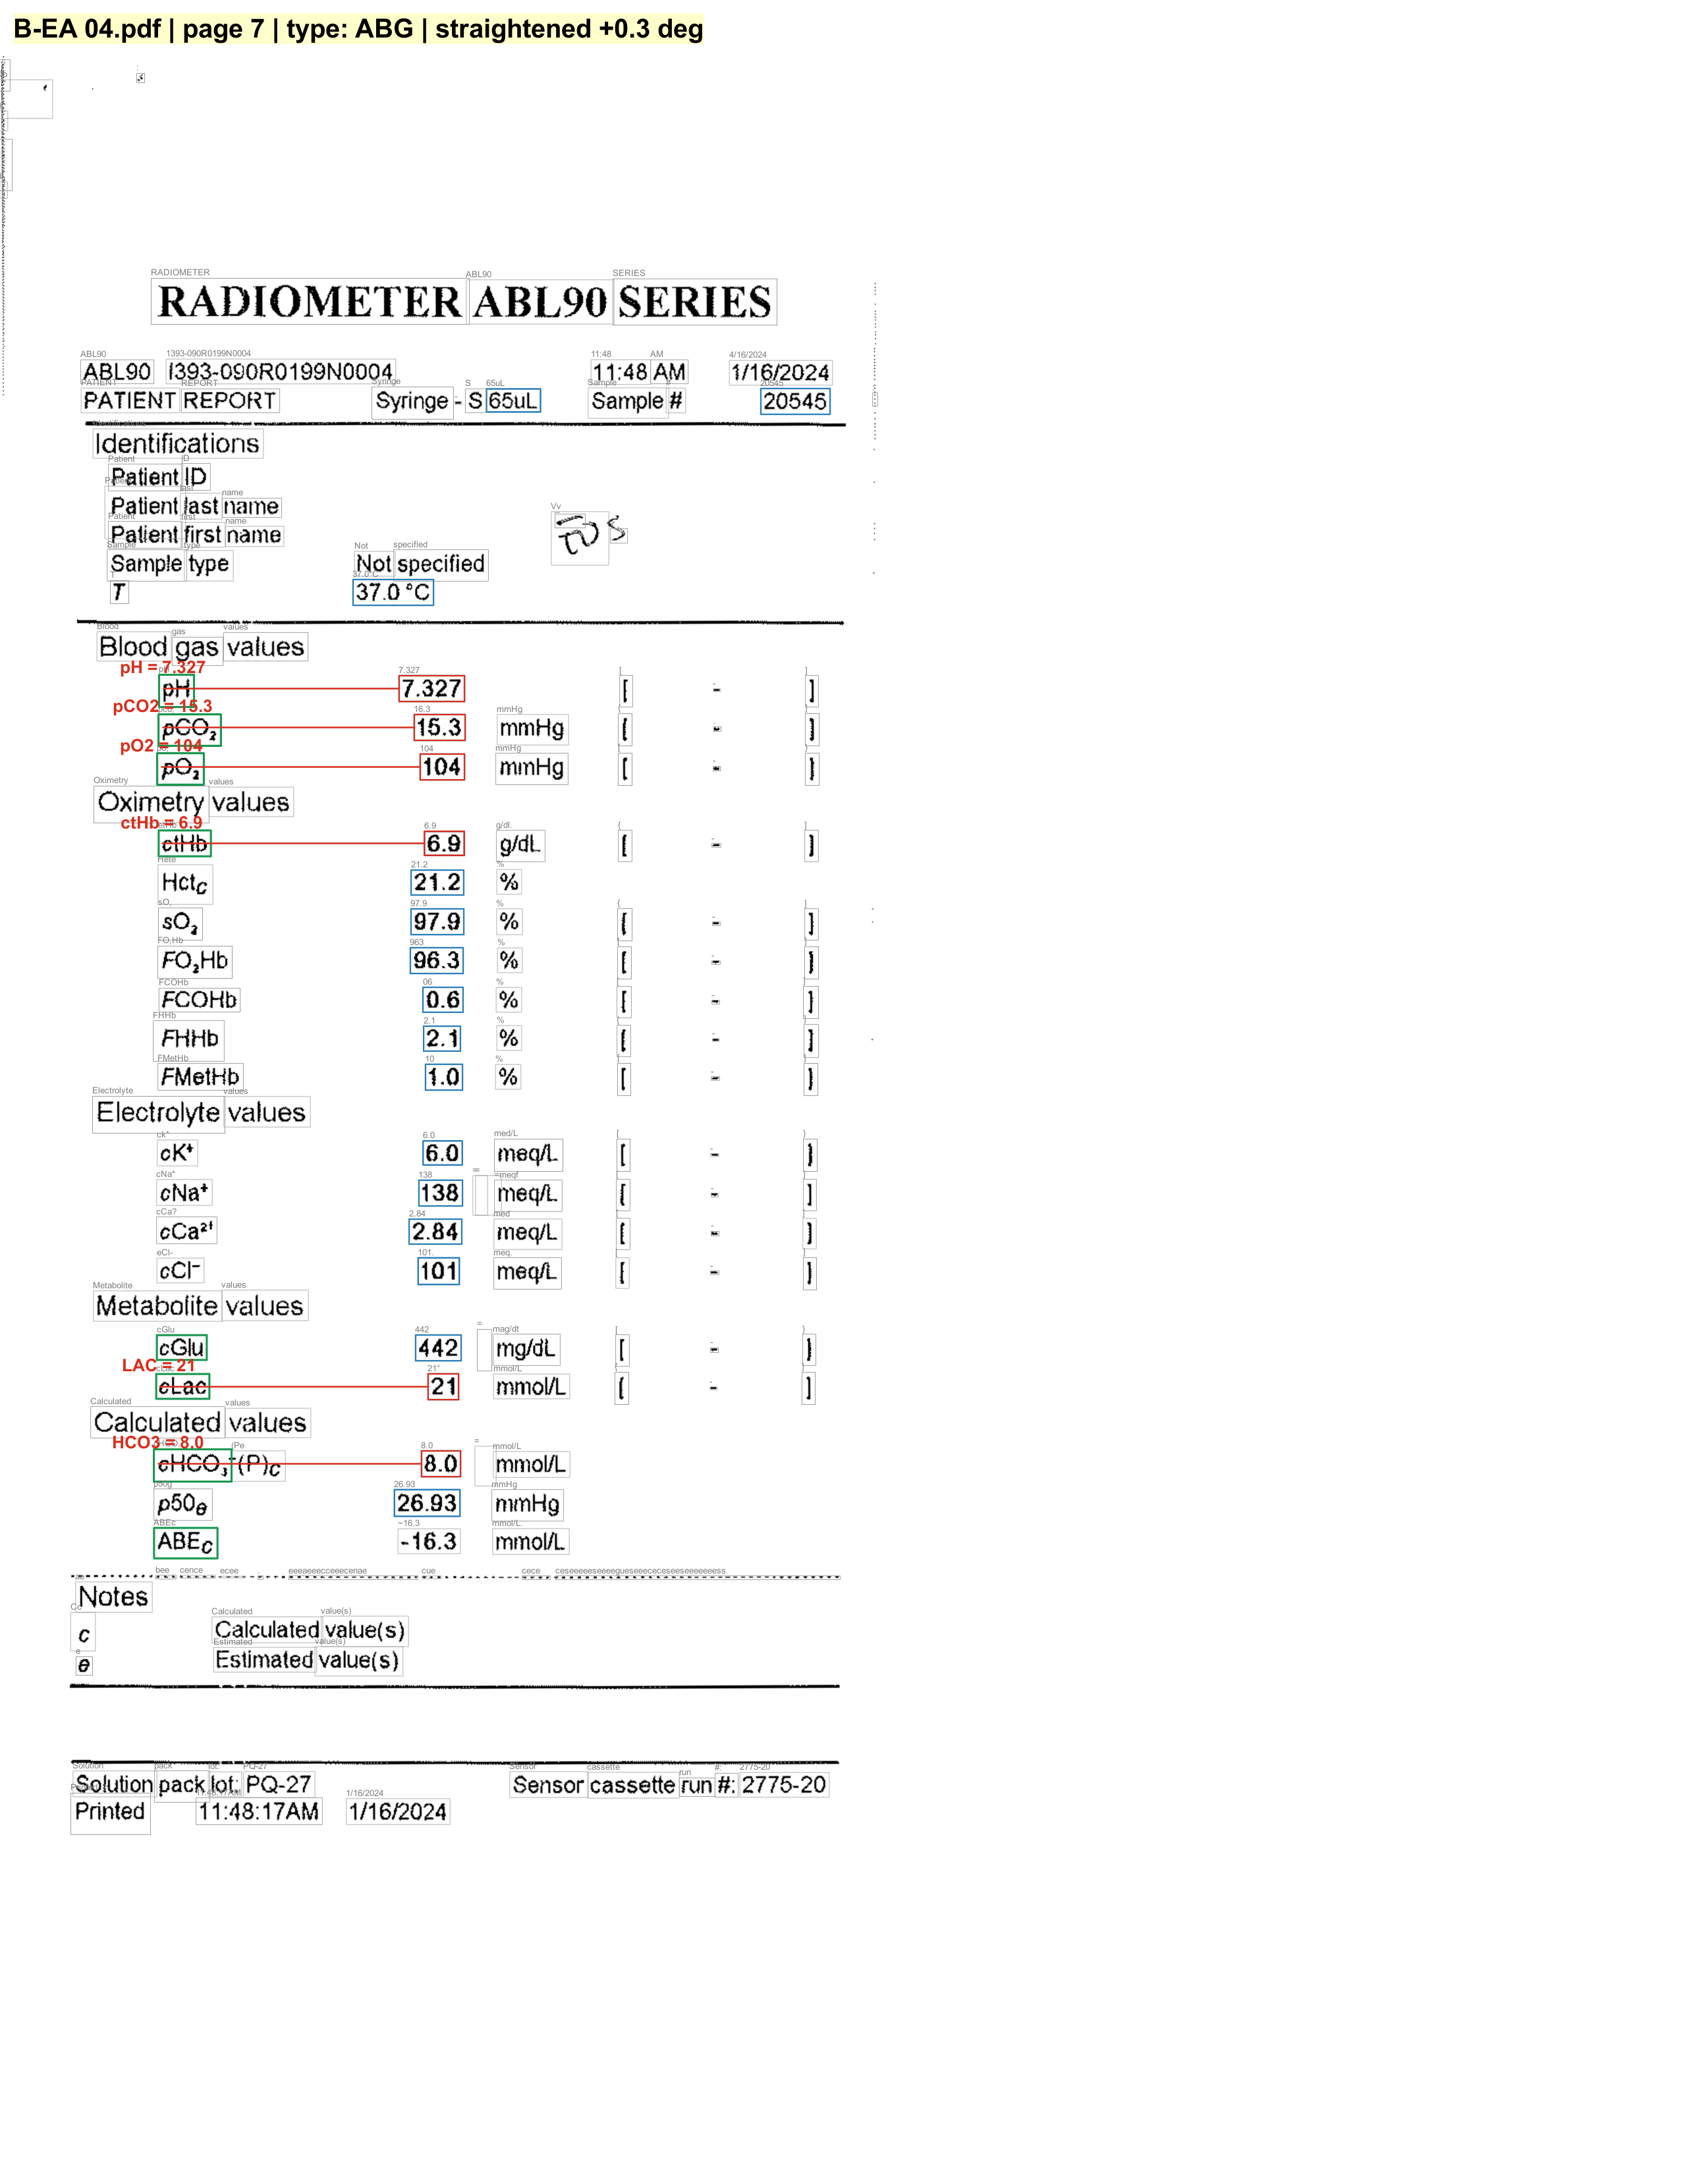 B-EA 04.pdf | page 7 | type: ABG | straightened +0.3 deg
RADIOMETER ABL90 SERIES
ABL90 I393-090R0199N0004 11:48 AM 1/16/2024
PATIENT REPORT Syringe - S 65uL Sample # 20545
Identifications
Patient ID
Patient last name
Patient first name
Sample type Not specified
T 37.0 °C
Blood gas values
pH = 7.327
pH 7.327 [ - ]
pCO2 = 15.3
pCO₂ 15.3 mmHg [ - ]
pO2 = 104
pO₂ 104 mmHg [ - ]
Oximetry values
ctHb = 6.9
ctHb 6.9 g/dL [ - ]
Hctc 21.2 %
sO₂ 97.9 % [ - ]
FO₂Hb 96.3 % [ - ]
FCOHb 0.6 % [ - ]
FHHb 2.1 % [ - ]
FMetHb 1.0 % [ - ]
Electrolyte values
cK⁺ 6.0 meq/L [ - ]
cNa⁺ 138 meq/L [ - ]
cCa²⁺ 2.84 meq/L [ - ]
cCl⁻ 101 meq/L [ - ]
Metabolite values
cGlu 442 mg/dL [ - ]
LAC = 21
cLac 21 mmol/L [ - ]
Calculated values
HCO3 = 8.0
cHCO₃⁻(P)c 8.0 mmol/L
p50e 26.93 mmHg
ABEc -16.3 mmol/L
Notes
c Calculated value(s)
e Estimated value(s)
Solution pack lot: PQ-27 Sensor cassette run #: 2775-20
Printed 11:48:17AM 1/16/2024